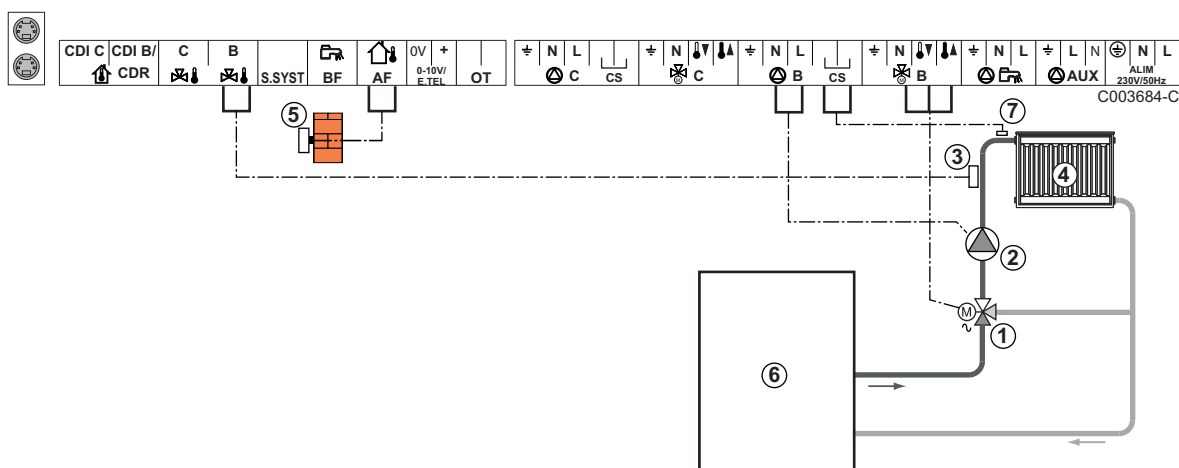 CDI C CDI B/ C B 0V + N L N N L N N L L N N L
CDR S.SYST BF AF 0-10V/ E.TEL OT C CS C B CS B AUX ALIM 230V/50Hz
C003684-C
5
7
3
4
2
M
1
6